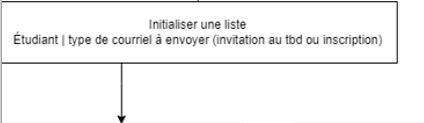 Initialiser une liste
Étudiant | type de courriel à envoyer (invitation au tbd ou inscription)